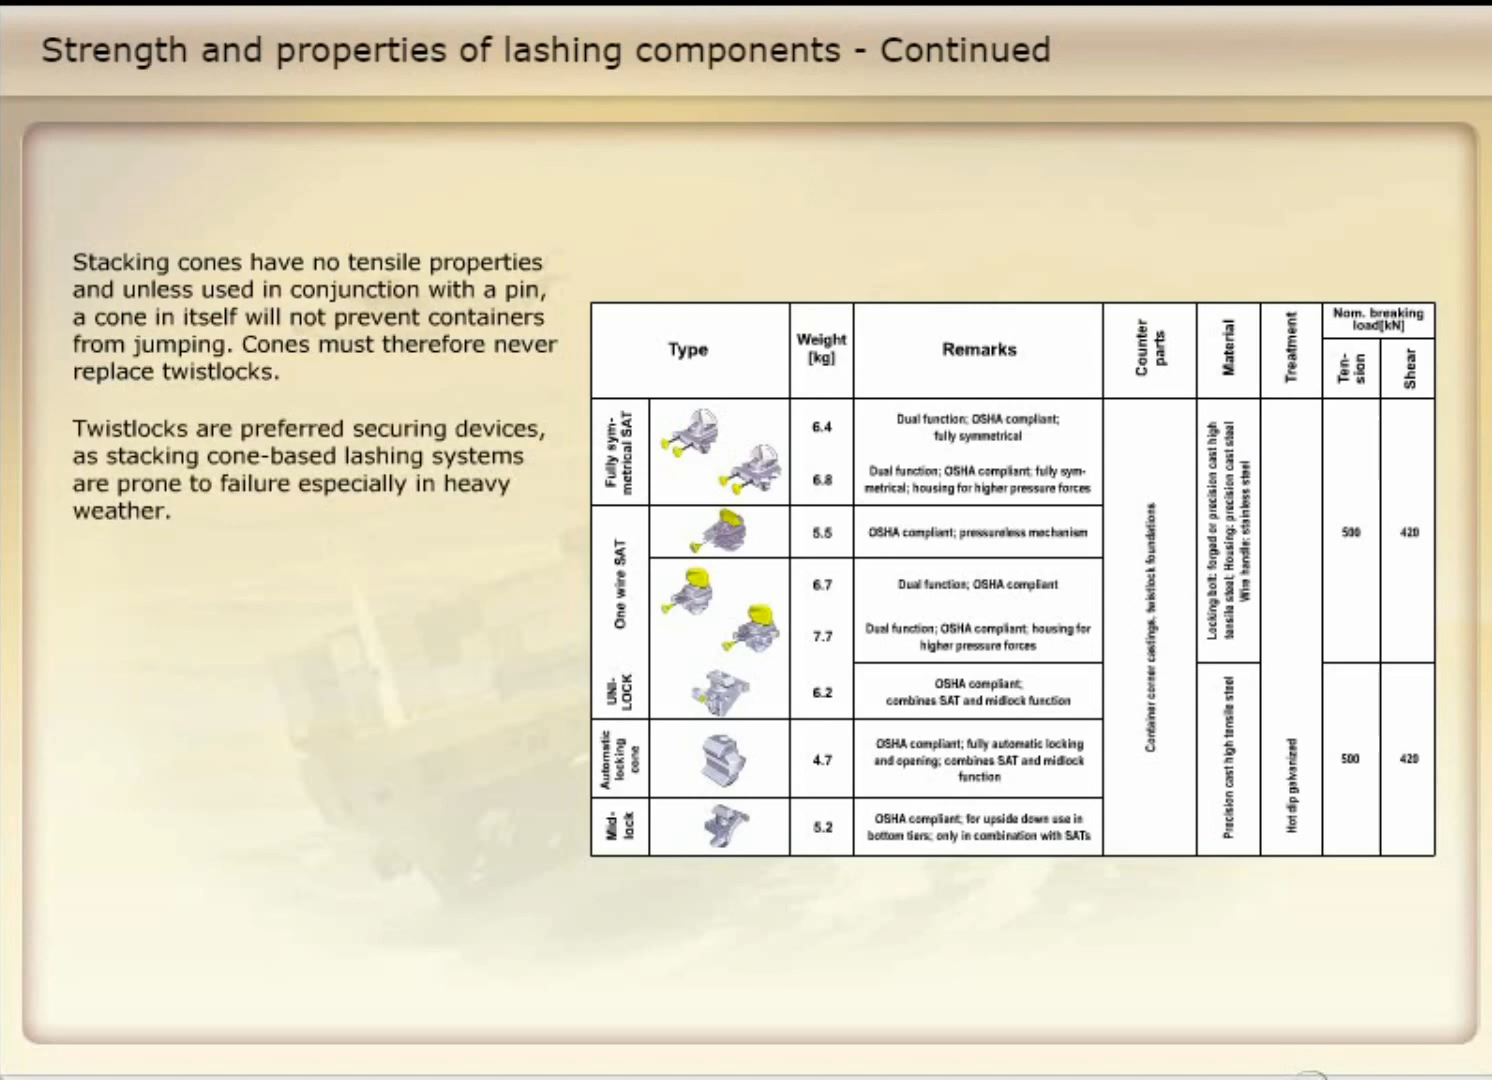 Strength and properties of lashing components - Continued
Stacking cones have no tensile properties
and unless used in conjunction with a pin,
a cone in itself will not prevent containers
from jumping. Cones must therefore never
replace twistlocks.
Twistlocks are preferred securing devices,
as stacking cone-based lashing systems
are prone to failure especially in heavy
weather.
Type
Weight
[kg]
Remarks
Counter
parts
Material
Treatment
Nom. breaking
load[kN]
Ten-
sion
Shear
Fully sym-
metrical SAT
6.4
Dual function; OSHA compliant;
fully symmetrical
6.8
Dual function; OSHA compliant; fully sym-
metrical; housing for higher pressure forces
One wire SAT
5.5
OSHA compliant; pressureless mechanism
6.7
Dual function; OSHA compliant
7.7
Dual function; OSHA compliant; housing for
higher pressure forces
UNI-
LOCK
6.2
OSHA compliant;
combines SAT and midlock function
Automatic
locking
cone
4.7
OSHA compliant; fully automatic locking
and opening; combines SAT and midlock
function
Mid-
lock
5.2
OSHA compliant; for upside down use in
bottom tiers; only in combination with SATs
Container corner castings, twistlock foundations
Locking bolt: forged or precision cast high
tensile steel; Housing: precision cast steel
Wire handle: stainless steel
Precision cast high tensile steel
Hot dip galvanized
500
420
500
420